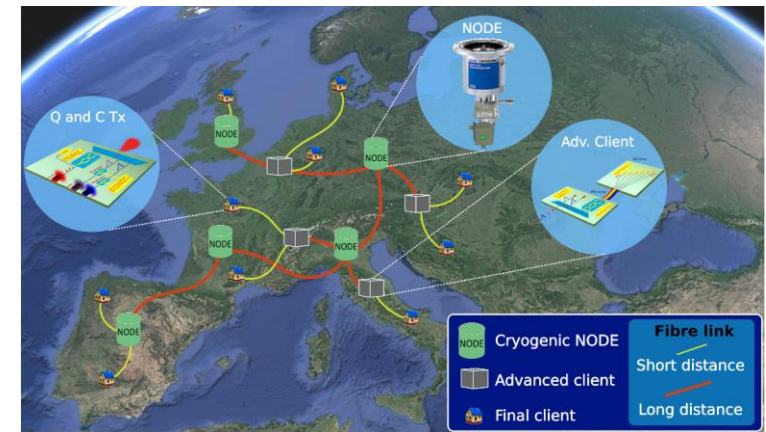 NODE
Q and C Tx
Adv. Client
NODE
NODE
NODE
NODE
NODE
Cryogenic NODE
NODE
Advanced client
Final client
Fibre link
Short distance
Long distance